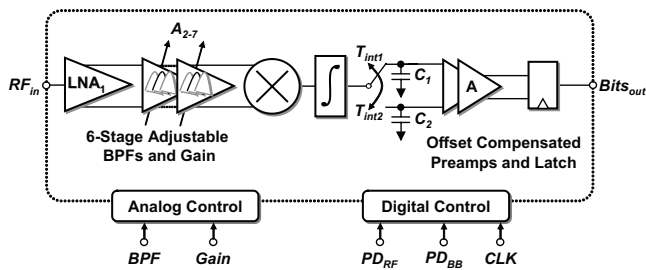 A2-7
RFin
LNA1
Tint1
C1
Tint2
C2
A
Bitsout
6-Stage Adjustable
BPFs and Gain
Offset Compensated
Preamps and Latch
Analog Control
Digital Control
BPF
Gain
PDRF
PDBB
CLK